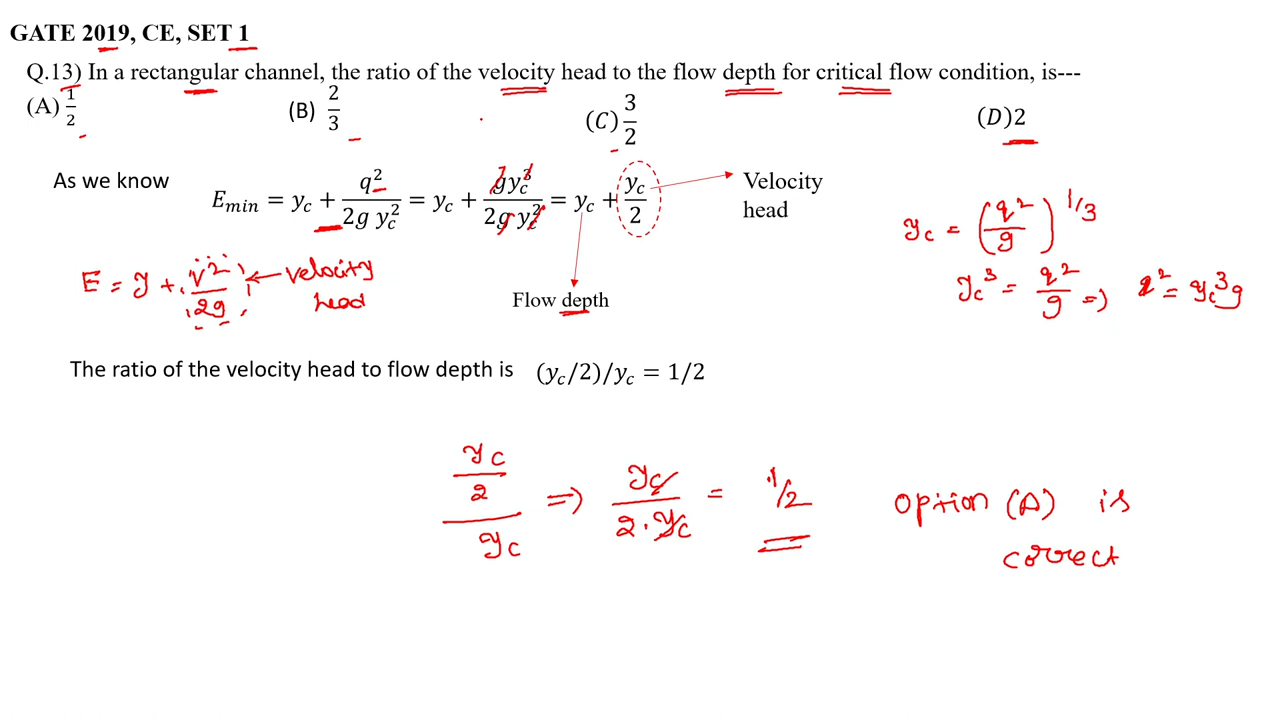 GATE 2019, CE, SET 1
Q.13) In a rectangular channel, the ratio of the velocity head to the flow depth for critical flow condition, is---
(A) 1/2 (B) 2/3 (C) 3/2 (D) 2
As we know
E_min = y_c + q²/(2g y_c²) = y_c + g y_c³/(2g y_c²) = y_c + y_c/2
Velocity
head
y_c = (q²/g)^1/3
E = y + v²/2g ← velocity
head
y_c³ = q²/g => q² = y_c³g
Flow depth
The ratio of the velocity head to flow depth is (y_c/2)/y_c = 1/2
(y_c/2)/y_c => y_c/(2·y_c) = 1/2
option (A) is
correct